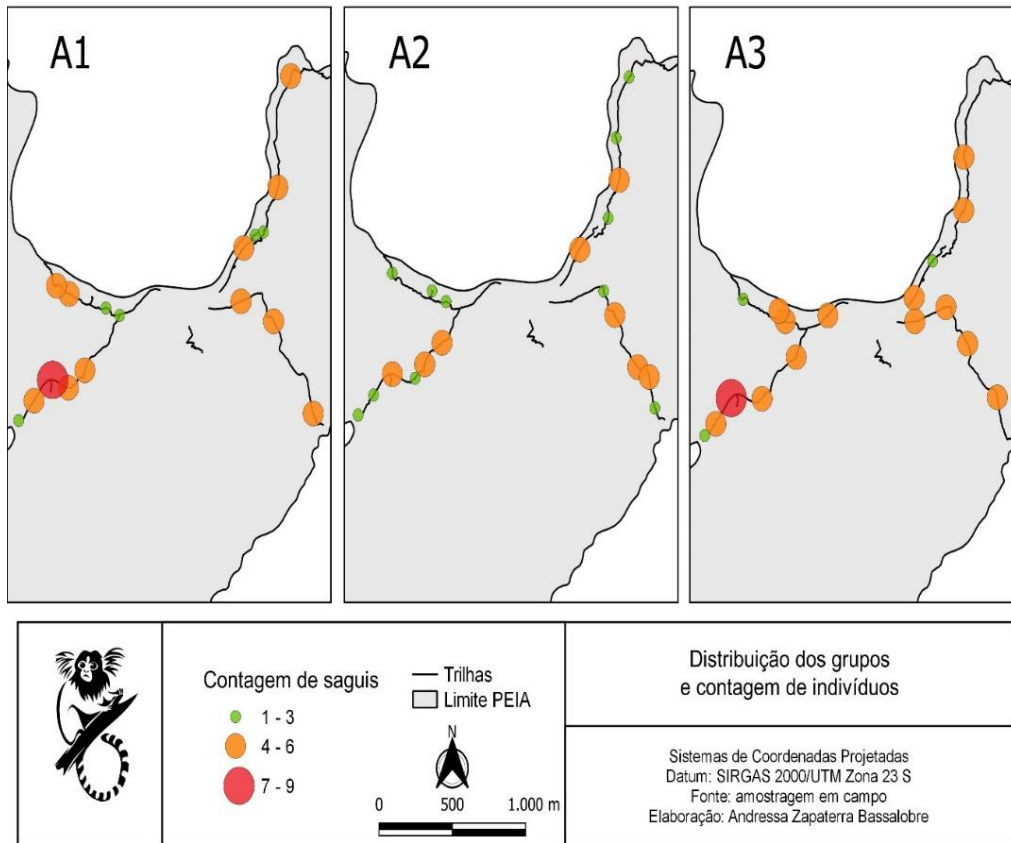 A1
A2
A3
Contagem de saguis
1 - 3
4 - 6
7 - 9
Trilhas
Limite PEIA
N
0 500 1.000 m
Distribuição dos grupos
e contagem de indivíduos
Sistemas de Coordenadas Projetadas
Datum: SIRGAS 2000/UTM Zona 23 S
Fonte: amostragem em campo
Elaboração: Andressa Zapaterra Bassalobre